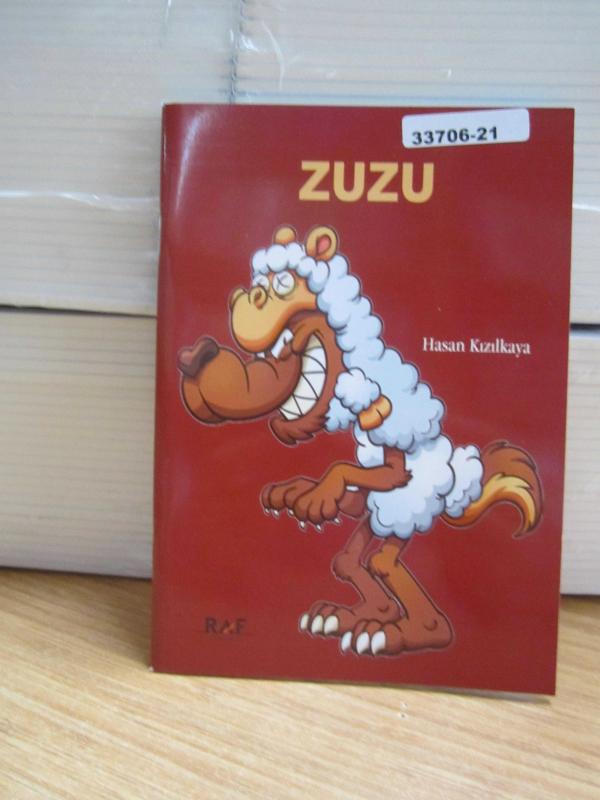 33706-21
ZUZU
Hasan Kızılkaya
RAF